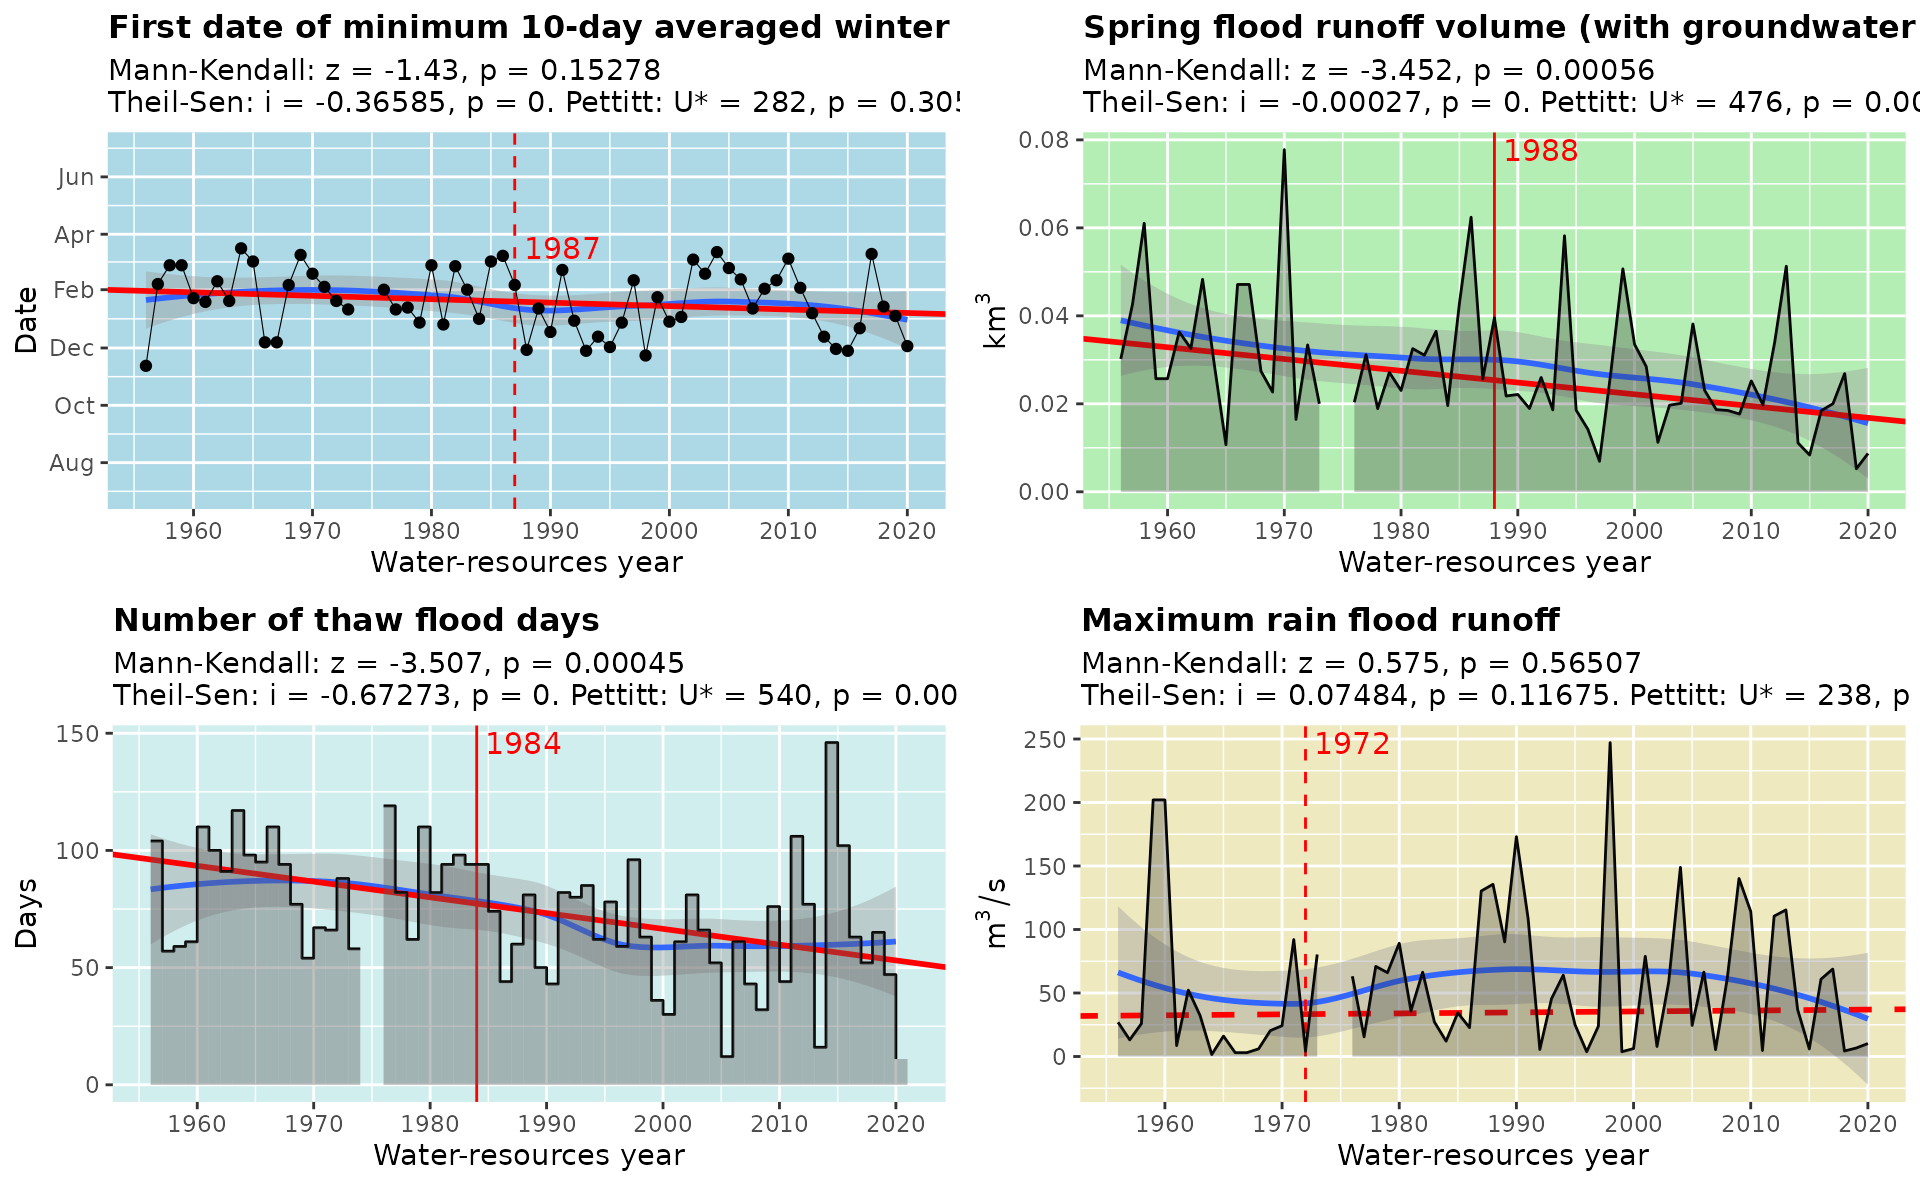 First date of minimum 10-day averaged winter
Mann-Kendall: z = -1.43, p = 0.15278
Theil-Sen: i = -0.36585, p = 0. Pettitt: U* = 282, p = 0.305
Jun
Apr
Feb
Dec
Oct
Aug
Date
1987
1960 1970 1980 1990 2000 2010 2020
Water-resources year
Spring flood runoff volume (with groundwater
Mann-Kendall: z = -3.452, p = 0.00056
Theil-Sen: i = -0.00027, p = 0. Pettitt: U* = 476, p = 0.00
0.08
0.06
0.04
0.02
0.00
km³
1988
1960 1970 1980 1990 2000 2010 2020
Water-resources year
Number of thaw flood days
Mann-Kendall: z = -3.507, p = 0.00045
Theil-Sen: i = -0.67273, p = 0. Pettitt: U* = 540, p = 0.00
150
100
50
0
Days
1984
1960 1970 1980 1990 2000 2010 2020
Water-resources year
Maximum rain flood runoff
Mann-Kendall: z = 0.575, p = 0.56507
Theil-Sen: i = 0.07484, p = 0.11675. Pettitt: U* = 238, p
250
200
150
100
50
0
m³/s
1972
1960 1970 1980 1990 2000 2010 2020
Water-resources year